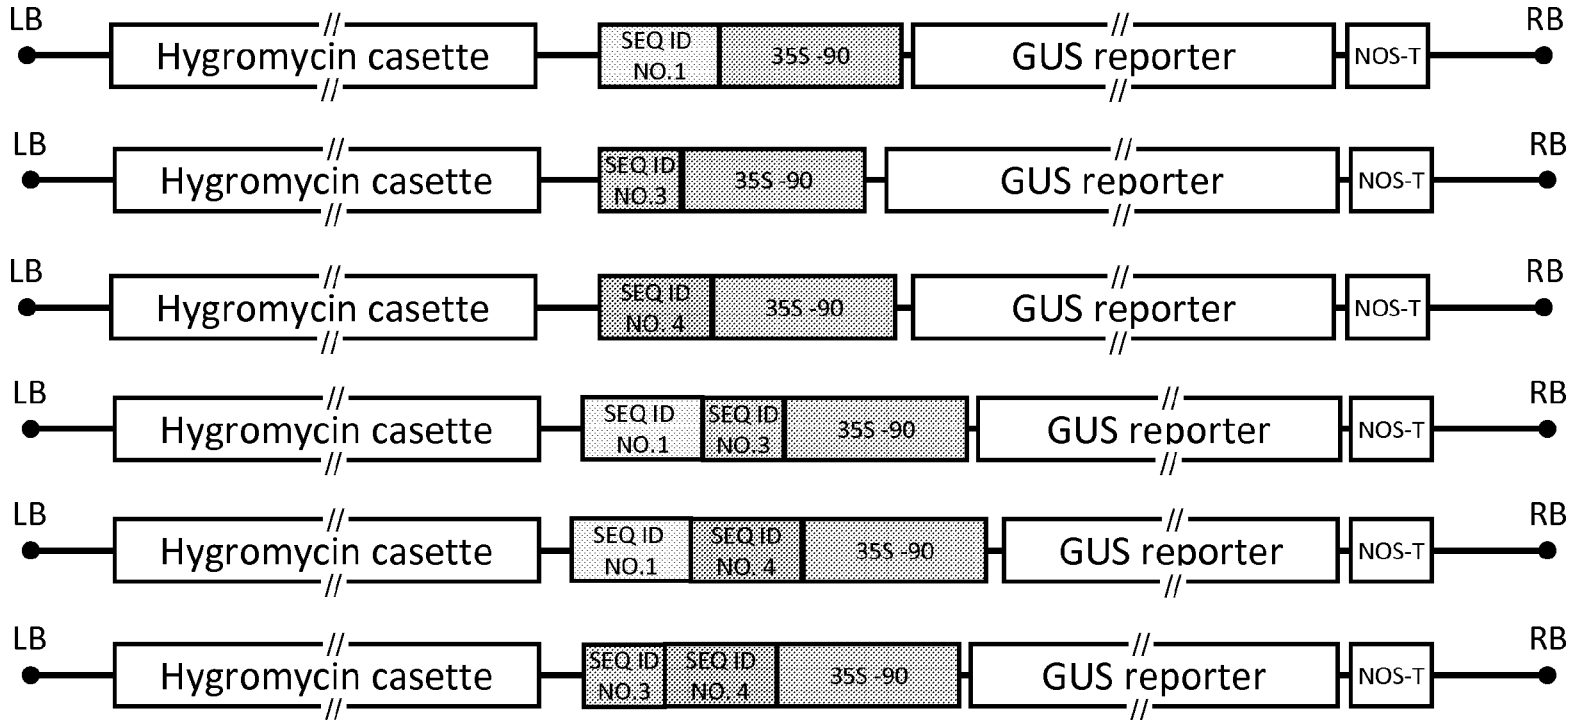 LB RB
Hygromycin casette SEQ ID NO.1 35S -90 GUS reporter NOS-T
LB RB
Hygromycin casette SEQ ID NO.3 35S -90 GUS reporter NOS-T
LB RB
Hygromycin casette SEQ ID NO. 4 35S -90 GUS reporter NOS-T
LB RB
Hygromycin casette SEQ ID NO.1 SEQ ID NO.3 35S -90 GUS reporter NOS-T
LB RB
Hygromycin casette SEQ ID NO.1 SEQ ID NO. 4 35S -90 GUS reporter NOS-T
LB RB
Hygromycin casette SEQ ID NO.3 SEQ ID NO. 4 35S -90 GUS reporter NOS-T